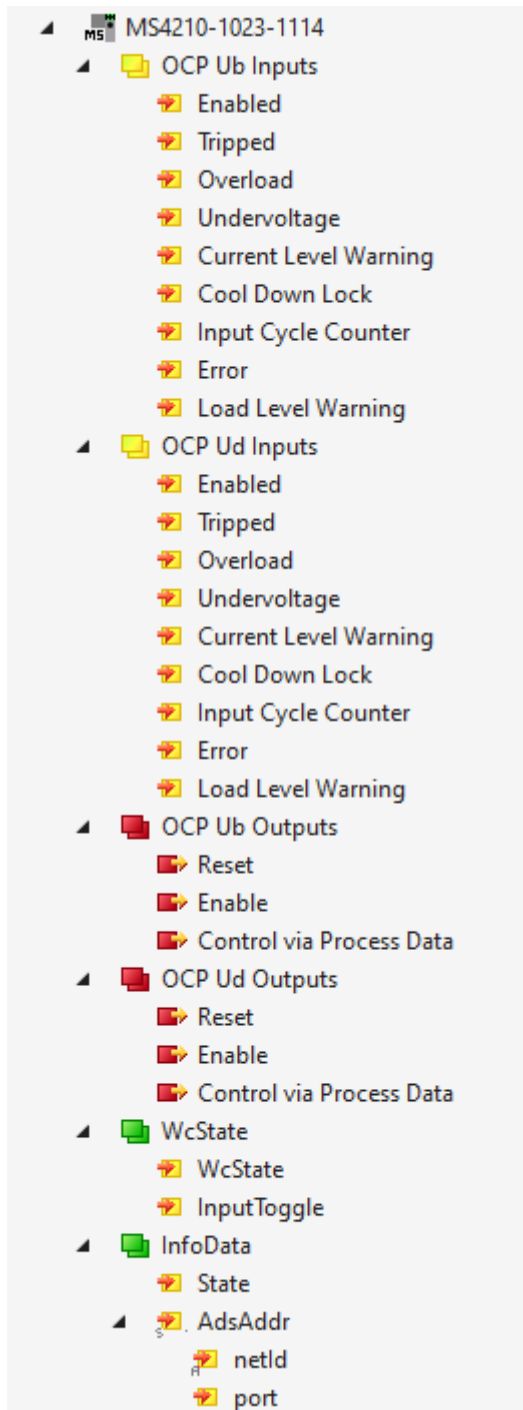 MS4210-1023-1114
OCP Ub Inputs
Enabled
Tripped
Overload
Undervoltage
Current Level Warning
Cool Down Lock
Input Cycle Counter
Error
Load Level Warning
OCP Ud Inputs
Enabled
Tripped
Overload
Undervoltage
Current Level Warning
Cool Down Lock
Input Cycle Counter
Error
Load Level Warning
OCP Ub Outputs
Reset
Enable
Control via Process Data
OCP Ud Outputs
Reset
Enable
Control via Process Data
WcState
WcState
InputToggle
InfoData
State
AdsAddr
netId
port